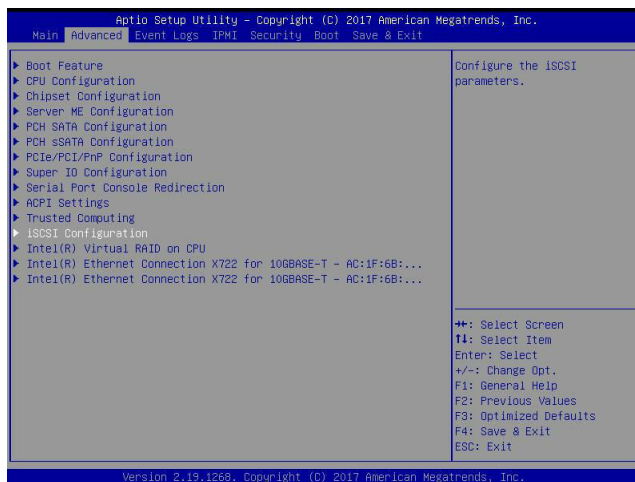 Aptio Setup Utility – Copyright (C) 2017 American Megatrends, Inc.
Main Advanced Event Logs IPMI Security Boot Save & Exit
Boot Feature
CPU Configuration
Chipset Configuration
Server ME Configuration
PCH SATA Configuration
PCH sSATA Configuration
PCIe/PCI/PnP Configuration
Super IO Configuration
Serial Port Console Redirection
ACPI Settings
Trusted Computing
iSCSI Configuration
Intel(R) Virtual RAID on CPU
Intel(R) Ethernet Connection X722 for 10GBASE-T – AC:1F:6B:...
Intel(R) Ethernet Connection X722 for 10GBASE-T – AC:1F:6B:...
Configure the iSCSI
parameters.
→←: Select Screen
↑↓: Select Item
Enter: Select
+/-: Change Opt.
F1: General Help
F2: Previous Values
F3: Optimized Defaults
F4: Save & Exit
ESC: Exit
Version 2.19.1268. Copyright (C) 2017 American Megatrends, Inc.